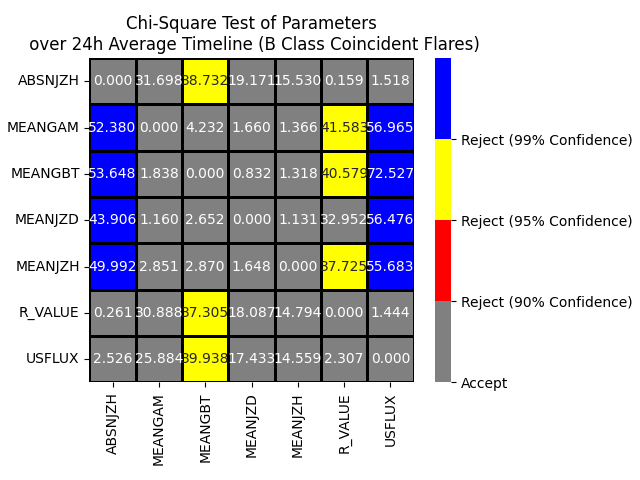 Chi-Square Test of Parameters
over 24h Average Timeline (B Class Coincident Flares)
ABSNJZH 0.000 31.698 38.732 19.171 15.530 0.159 1.518
MEANGAM 52.380 0.000 4.232 1.660 1.366 41.583 56.965
MEANGBT 53.648 1.838 0.000 0.832 1.318 40.579 72.527
MEANJZD 43.906 1.160 2.652 0.000 1.131 32.952 56.476
MEANJZH 49.992 2.851 2.870 1.648 0.000 37.725 55.683
R_VALUE 0.261 30.888 37.305 18.087 14.794 0.000 1.444
USFLUX 2.526 25.884 39.938 17.433 14.559 2.307 0.000
ABSNJZH MEANGAM MEANGBT MEANJZD MEANJZH R_VALUE USFLUX
Reject (99% Confidence)
Reject (95% Confidence)
Reject (90% Confidence)
Accept